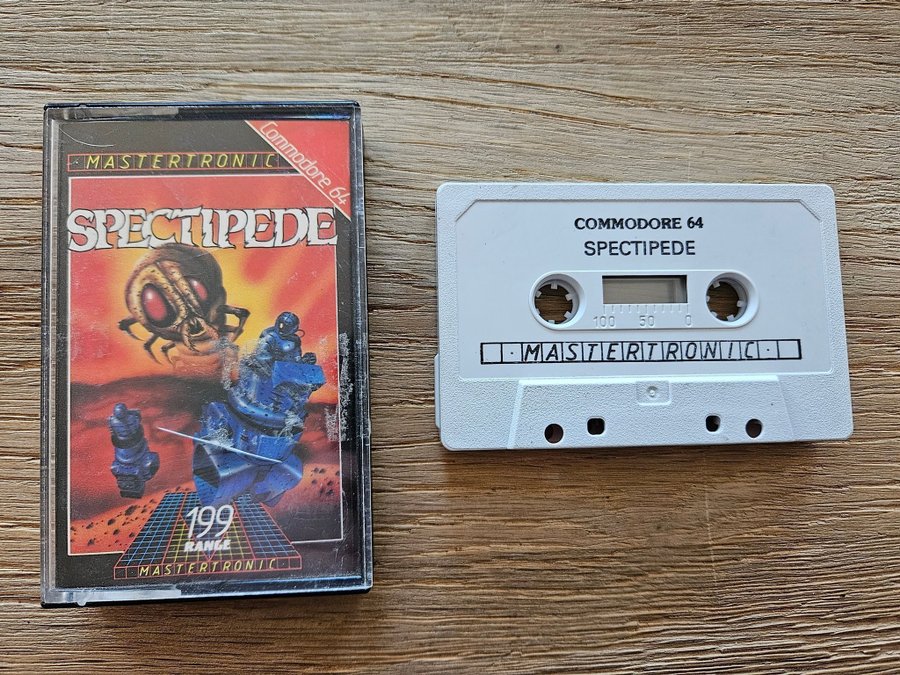 Commodore 64
MASTERTRONIC
SPECTIPEDE
199
RANGE
MASTERTRONIC
COMMODORE 64
SPECTIPEDE
100 50 0
MASTERTRONIC